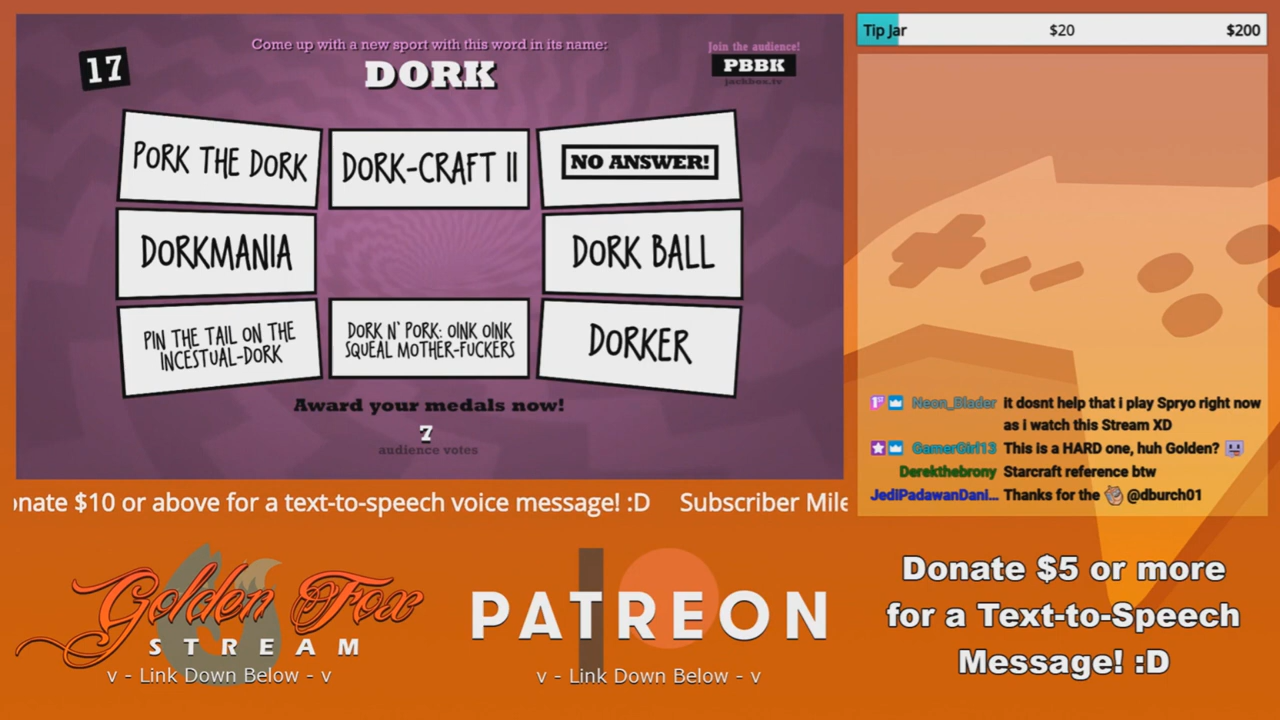 17
Come up with a new sport with this word in its name:
DORK
Join the audience!
PBBK
jackbox.tv
PORK THE DORK
DORK-CRAFT II
NO ANSWER!
DORKMANIA
DORK BALL
PIN THE TAIL ON THE
INCESTUAL-DORK
DORK N' PORK: OINK OINK
SQUEAL MOTHER-FUCKERS
DORKER
Award your medals now!
7
audience votes
Tip Jar $20 $200
Neon_Blader it dosnt help that i play Spryo right now
as i watch this Stream XD
GamerGirl13 This is a HARD one, huh Golden?
Derekthebrony Starcraft reference btw
JediPadawanDani... Thanks for the @dburch01
onate $10 or above for a text-to-speech voice message! :D Subscriber Mile
Golden Fox
STREAM
v - Link Down Below - v
PATREON
v - Link Down Below - v
Donate $5 or more
for a Text-to-Speech
Message! :D